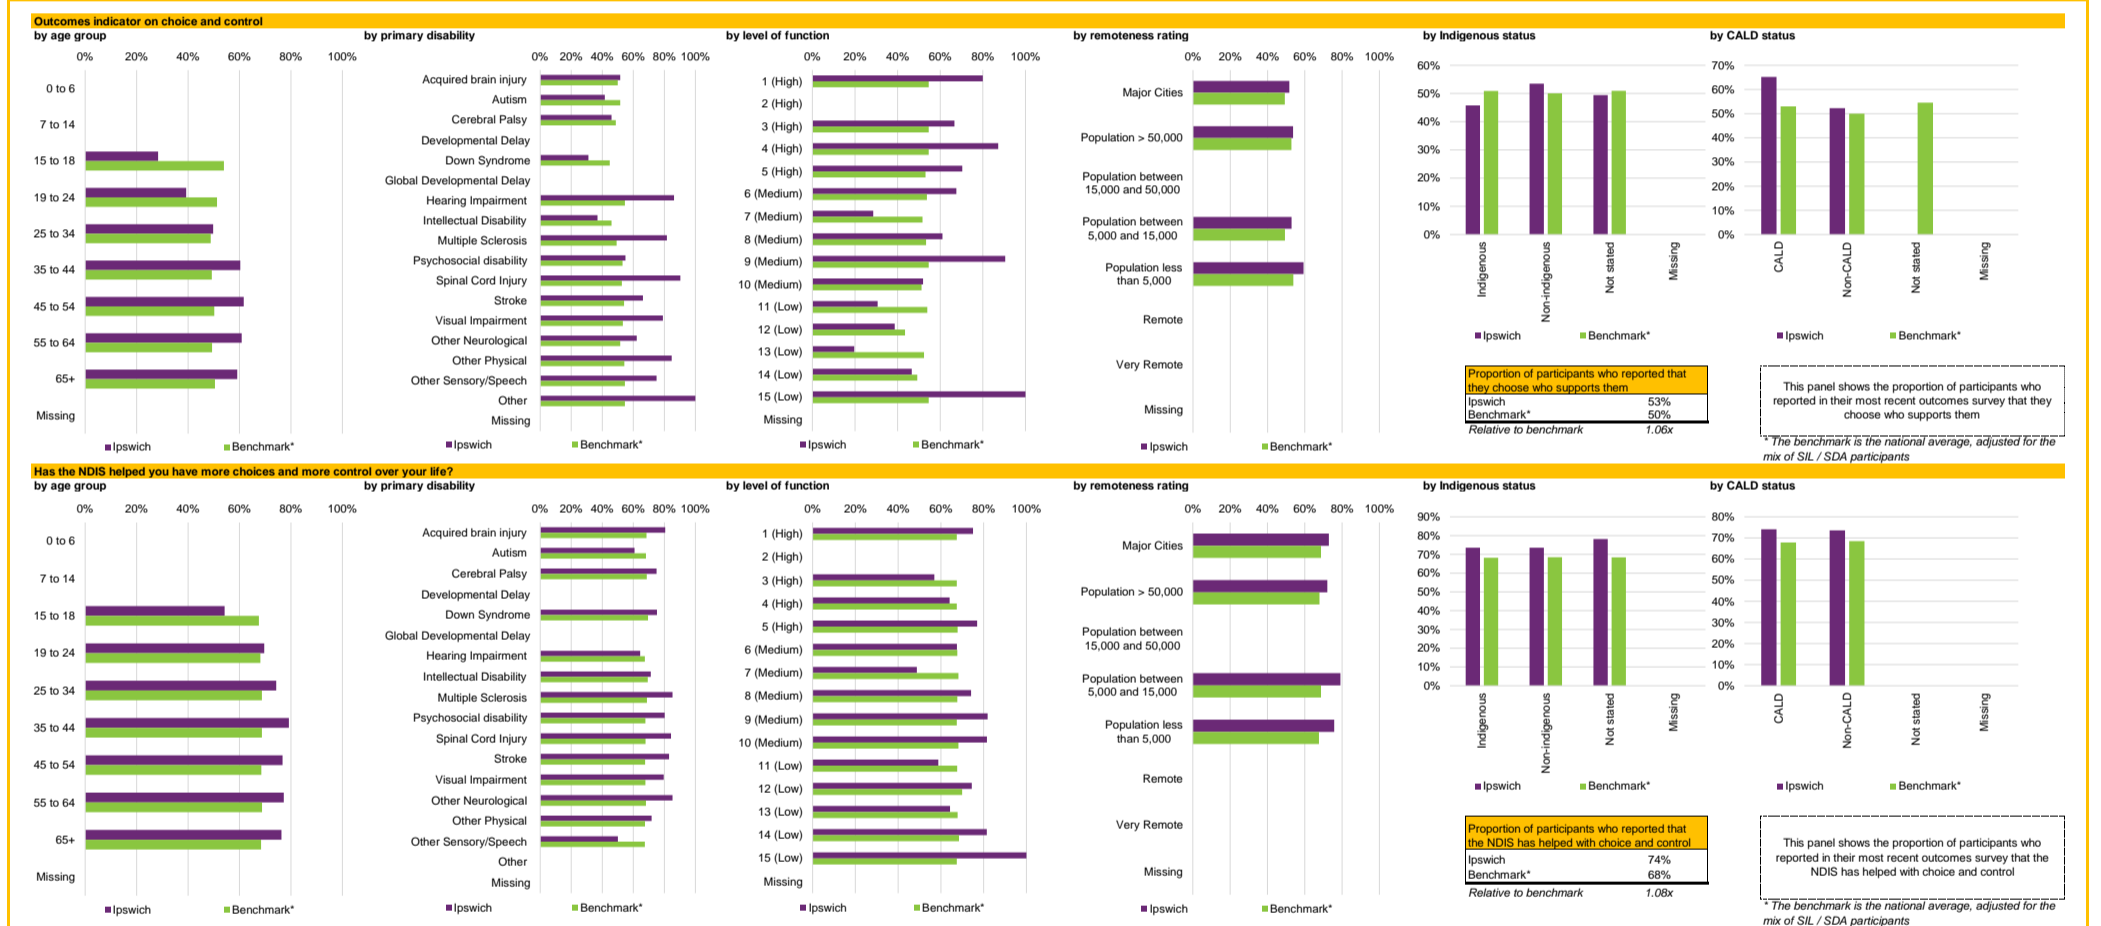 Outcomes indicator on choice and control
by age group
0% 20% 40% 60% 80% 100%
0 to 6
7 to 14
15 to 18
19 to 24
25 to 34
35 to 44
45 to 54
55 to 64
65+
Missing
Ipswich Benchmark*
by primary disability
0% 20% 40% 60% 80% 100%
Acquired brain injury
Autism
Cerebral Palsy
Developmental Delay
Down Syndrome
Global Developmental Delay
Hearing Impairment
Intellectual Disability
Multiple Sclerosis
Psychosocial disability
Spinal Cord Injury
Stroke
Visual Impairment
Other Neurological
Other Physical
Other Sensory/Speech
Other
Missing
Ipswich Benchmark*
by level of function
0% 20% 40% 60% 80% 100%
1 (High)
2 (High)
3 (High)
4 (High)
5 (High)
6 (Medium)
7 (Medium)
8 (Medium)
9 (Medium)
10 (Medium)
11 (Low)
12 (Low)
13 (Low)
14 (Low)
15 (Low)
Missing
Ipswich Benchmark*
by remoteness rating
0% 20% 40% 60% 80% 100%
Major Cities
Population > 50,000
Population between
15,000 and 50,000
Population between
5,000 and 15,000
Population less
than 5,000
Remote
Very Remote
Missing
Ipswich Benchmark*
by Indigenous status
60%
50%
40%
30%
20%
10%
0%
Indigenous
Non-indigenous
Not stated
Missing
Ipswich Benchmark*
by CALD status
70%
60%
50%
40%
30%
20%
10%
0%
CALD
Non-CALD
Not stated
Missing
Ipswich Benchmark*
Proportion of participants who reported that
they choose who supports them
Ipswich 53%
Benchmark* 50%
Relative to benchmark 1.06x
This panel shows the proportion of participants who
reported in their most recent outcomes survey that they
choose who supports them
* The benchmark is the national average, adjusted for the
mix of SIL / SDA participants
Has the NDIS helped you have more choices and more control over your life?
by age group
0% 20% 40% 60% 80% 100%
0 to 6
7 to 14
15 to 18
19 to 24
25 to 34
35 to 44
45 to 54
55 to 64
65+
Missing
Ipswich Benchmark*
by primary disability
0% 20% 40% 60% 80% 100%
Acquired brain injury
Autism
Cerebral Palsy
Developmental Delay
Down Syndrome
Global Developmental Delay
Hearing Impairment
Intellectual Disability
Multiple Sclerosis
Psychosocial disability
Spinal Cord Injury
Stroke
Visual Impairment
Other Neurological
Other Physical
Other Sensory/Speech
Other
Missing
Ipswich Benchmark*
by level of function
0% 20% 40% 60% 80% 100%
1 (High)
2 (High)
3 (High)
4 (High)
5 (High)
6 (Medium)
7 (Medium)
8 (Medium)
9 (Medium)
10 (Medium)
11 (Low)
12 (Low)
13 (Low)
14 (Low)
15 (Low)
Missing
Ipswich Benchmark*
by remoteness rating
0% 20% 40% 60% 80% 100%
Major Cities
Population > 50,000
Population between
15,000 and 50,000
Population between
5,000 and 15,000
Population less
than 5,000
Remote
Very Remote
Missing
Ipswich Benchmark*
by Indigenous status
90%
80%
70%
60%
50%
40%
30%
20%
10%
0%
Indigenous
Non-indigenous
Not stated
Missing
Ipswich Benchmark*
by CALD status
80%
70%
60%
50%
40%
30%
20%
10%
0%
CALD
Non-CALD
Not stated
Missing
Ipswich Benchmark*
Proportion of participants who reported that
the NDIS has helped with choice and control
Ipswich 74%
Benchmark* 68%
Relative to benchmark 1.08x
This panel shows the proportion of participants who
reported in their most recent outcomes survey that the
NDIS has helped with choice and control
* The benchmark is the national average, adjusted for the
mix of SIL / SDA participants